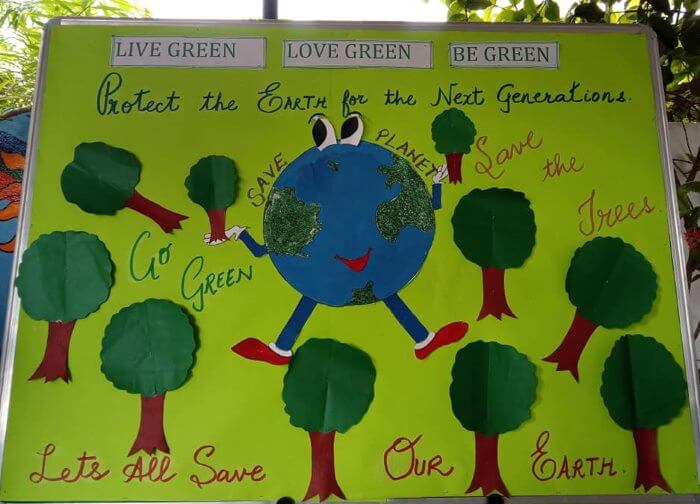 LIVE GREEN LOVE GREEN BE GREEN
Protect the EARTH for the Next Generations.
SAVE PLANET
Save
the
Trees
GO
GREEN
Lets All Save Our EARTH.